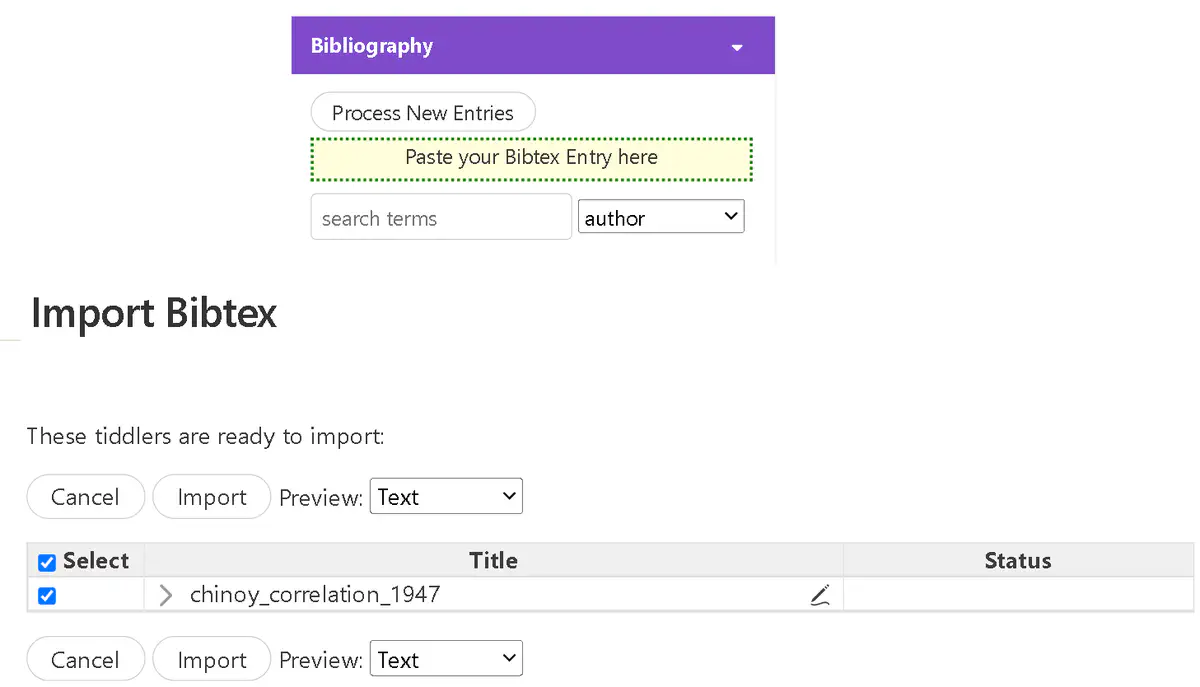 Bibliography
Process New Entries
Paste your Bibtex Entry here
search terms author
Import Bibtex
These tiddlers are ready to import:
Cancel Import Preview: Text
Select Title Status
chinoy_correlation_1947
Cancel Import Preview: Text